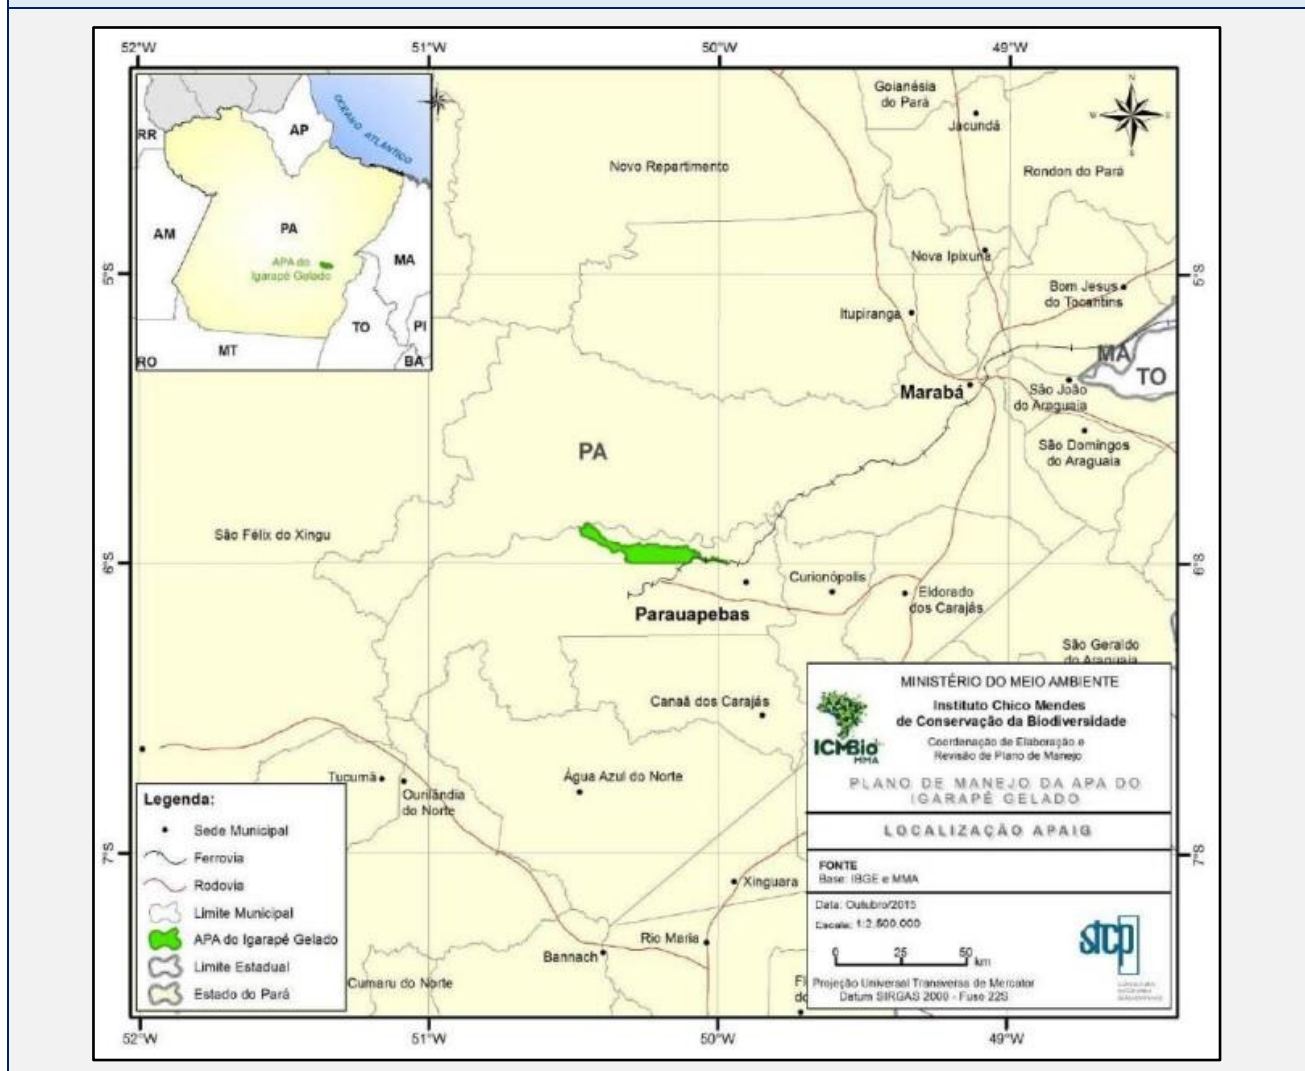 52°W 51°W 50°W 49°W
OCEANO ATLÂNTICO
RR
AP
AM
PA
MA
APA do
Igarapé Gelado
TO
PI
MT
RO
BA
Goianésia
do Pará
Jacundá
Novo Repartimento
Rondon do Pará
5°S
5°S
Nova Ipixuna
Bom Jesus
do Tocantins
Itupiranga
MA
TO
Marabá
São João
do Araguaia
São Domingos
do Araguaia
PA
São Félix do Xingu
6°S
6°S
Curionópolis
Eldorado
dos Carajás
Parauapebas
São Geraldo
do Araguaia
Canaã dos Carajás
Água Azul do Norte
Tucumã
Ourilândia
do Norte
7°S
7°S
Xinguara
Rio Maria
Bannach
Cumaru do Norte
Legenda:
Sede Municipal
Ferrovia
Rodovia
Limite Municipal
APA do Igarapé Gelado
Limite Estadual
Estado do Pará
MINISTÉRIO DO MEIO AMBIENTE
Instituto Chico Mendes
de Conservação da Biodiversidade
Coordenação de Elaboração e
Revisão de Plano de Manejo
ICMBio
MMA
PLANO DE MANEJO DA APA DO
IGARAPÉ GELADO
LOCALIZAÇÃO APAIG
FONTE
Base: IBGE e MMA
Data: Outubro/2015
Escala: 1:2.500.000
0 25 50
km
Projeção Universal Transversa de Mercator
Datum SIRGAS 2000 - Fuso 22S
stcp
52°W 51°W 50°W 49°W